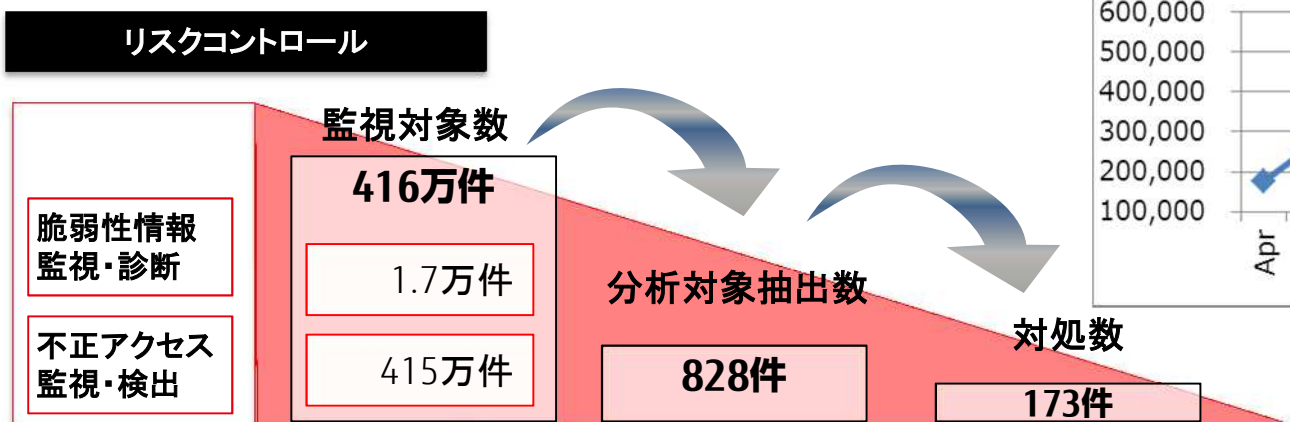 リスクコントロール
600,000
500,000
400,000
300,000
200,000
100,000
Apr
監視対象数
416万件
脆弱性情報
監視・診断
1.7万件
不正アクセス
監視・検出
415万件
分析対象抽出数
828件
対処数
173件